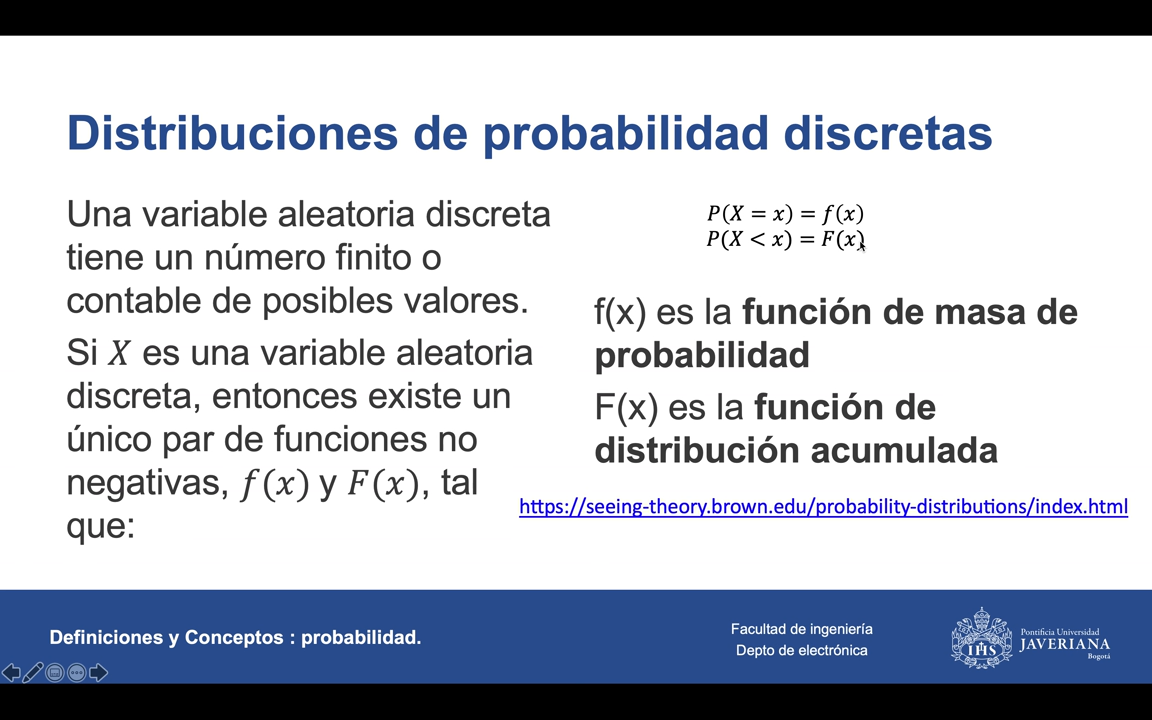 Distribuciones de probabilidad discretas
Una variable aleatoria discreta
tiene un número finito o
contable de posibles valores.
Si X es una variable aleatoria
discreta, entonces existe un
único par de funciones no
negativas, f(x) y F(x), tal
que:
P(X = x) = f(x)
P(X < x) = F(x)
f(x) es la función de masa de
probabilidad
F(x) es la función de
distribución acumulada
https://seeing-theory.brown.edu/probability-distributions/index.html
Definiciones y Conceptos : probabilidad.
Facultad de ingeniería
Depto de electrónica
IHS
Pontificia Universidad
JAVERIANA
Bogotá